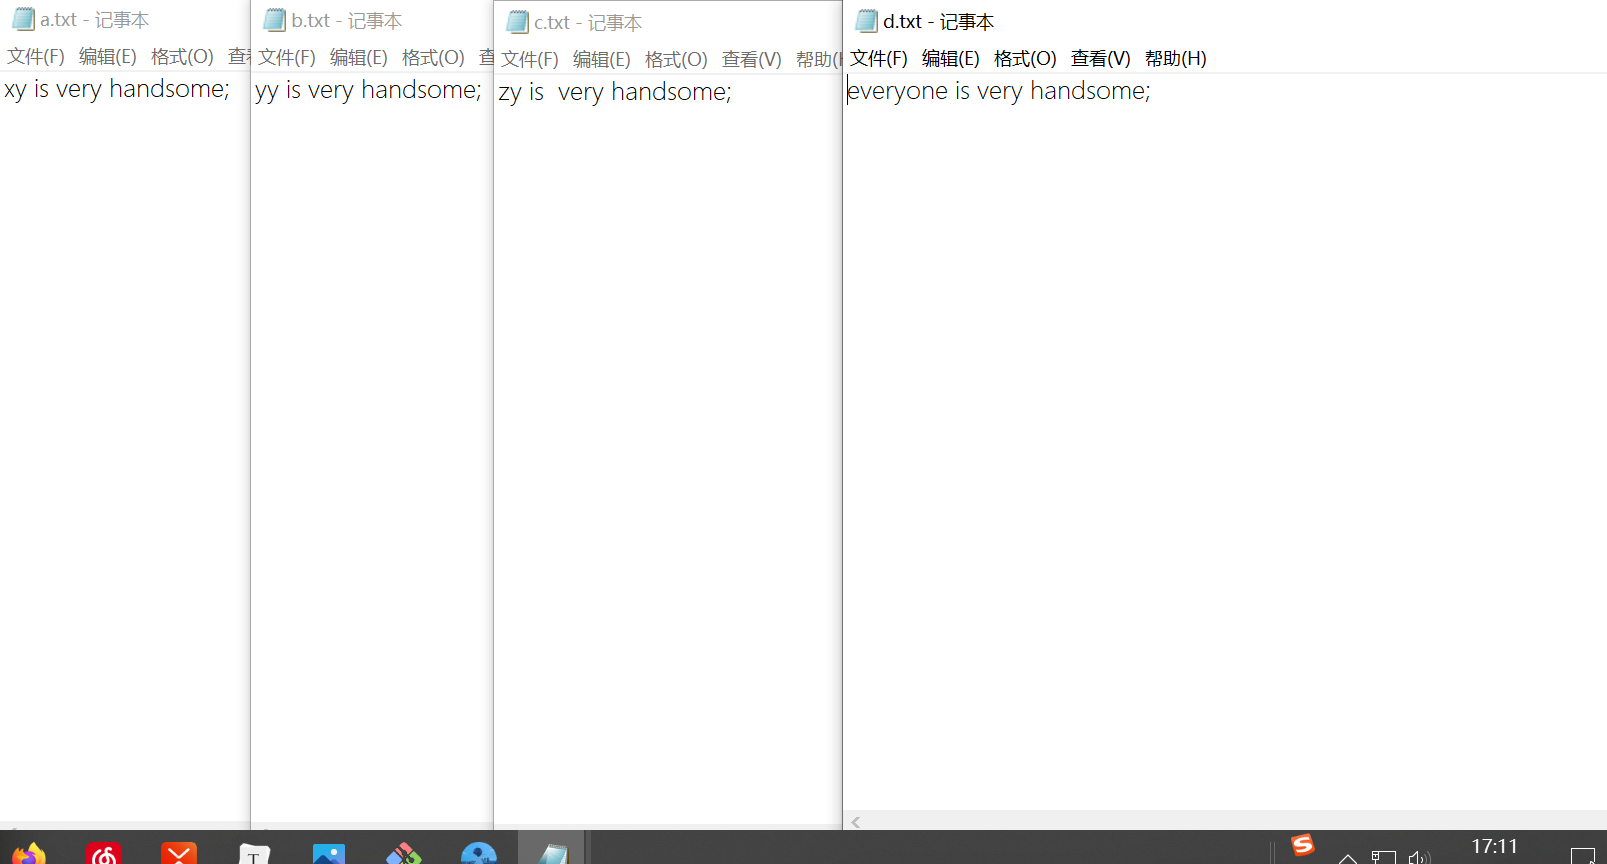 a.txt - 记事本
文件(F) 编辑(E) 格式(O) 查
xy is very handsome;
b.txt - 记事本
文件(F) 编辑(E) 格式(O) 查
yy is very handsome;
c.txt - 记事本
文件(F) 编辑(E) 格式(O) 查看(V) 帮助(
zy is  very handsome;
d.txt - 记事本
文件(F) 编辑(E) 格式(O) 查看(V) 帮助(H)
everyone is very handsome;
T
S
17:11